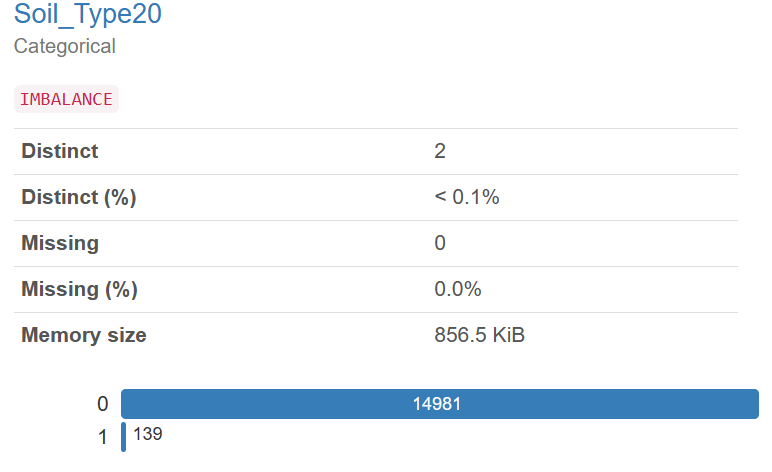 Soil_Type20
Categorical
IMBALANCE
Distinct 2
Distinct (%) < 0.1%
Missing 0
Missing (%) 0.0%
Memory size 856.5 KiB
0 14981
1 139